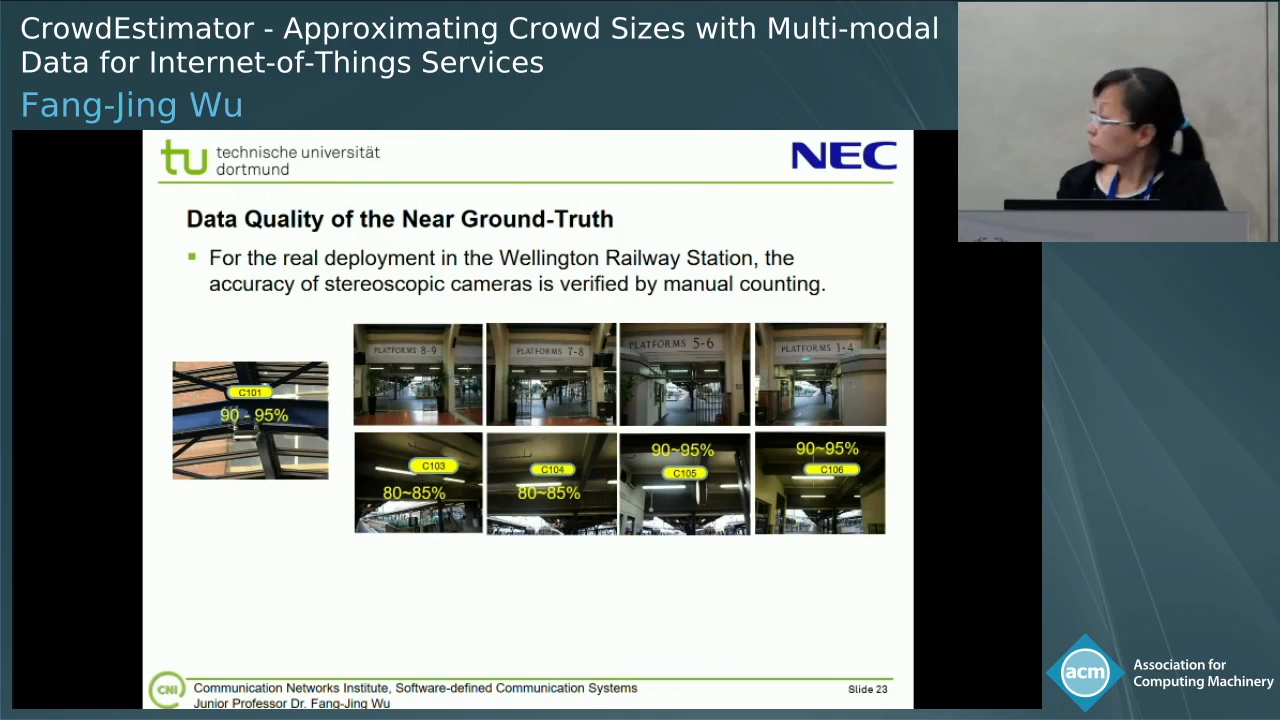 CrowdEstimator - Approximating Crowd Sizes with Multi-modal
Data for Internet-of-Things Services
Fang-Jing Wu
tu technische universität
dortmund
NEC
Data Quality of the Near Ground-Truth
For the real deployment in the Wellington Railway Station, the
accuracy of stereoscopic cameras is verified by manual counting.
PLATFORMS 8-9
PLATFORMS 7-8
PLATFORMS 5-6
PLATFORMS 1-4
C101
90 - 95%
C103
80~85%
C104
80~85%
90~95%
C105
90~95%
C106
CNI
Communication Networks Institute, Software-defined Communication Systems
Junior Professor Dr. Fang-Jing Wu
Slide 23
acm
Association for
Computing Machinery